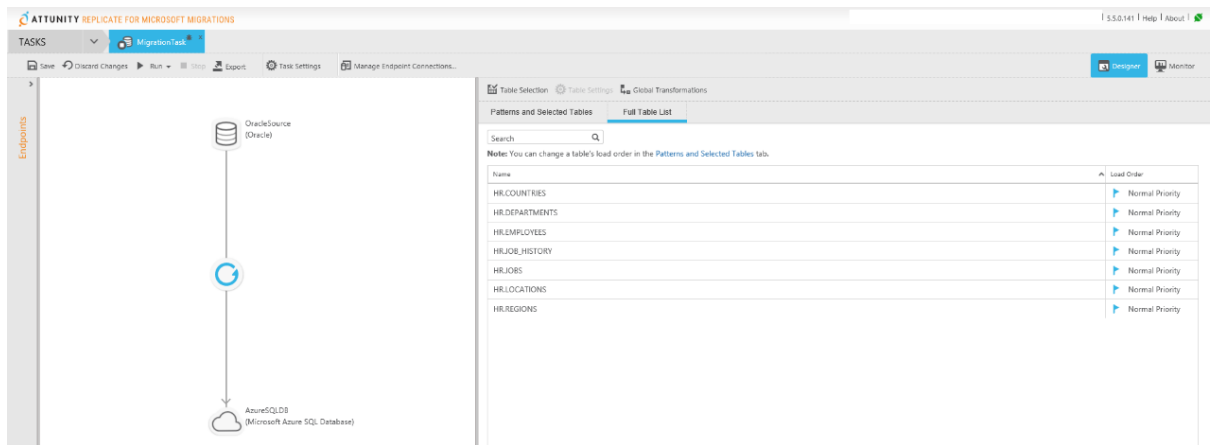 ATTUNITY REPLICATE FOR MICROSOFT MIGRATIONS
5.5.0.141 | Help | About |
TASKS
MigrationTask
Save Discard Changes Run Stop Export Task Settings Manage Endpoint Connections...
Designer Monitor
Endpoints
OracleSource
(Oracle)
AzureSQLDB
(Microsoft Azure SQL Database)
Table Selection Table Settings Global Transformations
Patterns and Selected Tables Full Table List
Search
Note: You can change a table's load order in the Patterns and Selected Tables tab.
Name Load Order
HR.COUNTRIES Normal Priority
HR.DEPARTMENTS Normal Priority
HR.EMPLOYEES Normal Priority
HR.JOB_HISTORY Normal Priority
HR.JOBS Normal Priority
HR.LOCATIONS Normal Priority
HR.REGIONS Normal Priority